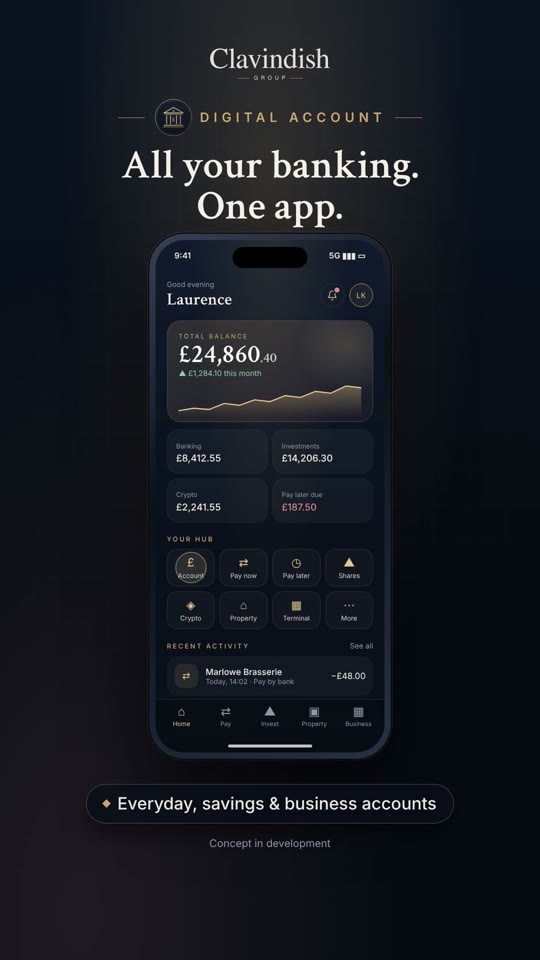 Clavindish
GROUP
DIGITAL ACCOUNT
All your banking.
One app.
9:41 5G
Good evening
Laurence
LK
TOTAL BALANCE
£24,860.40
▲ £1,284.10 this month
Banking Investments
£8,412.55 £14,206.30
Crypto Pay later due
£2,241.55 £187.50
YOUR HUB
£
Account Pay now Pay later Shares
Crypto Property Terminal More
RECENT ACTIVITY See all
Marlowe Brasserie
Today, 14:02 · Pay by bank
−£48.00
Home Pay Invest Property Business
Everyday, savings & business accounts
Concept in development